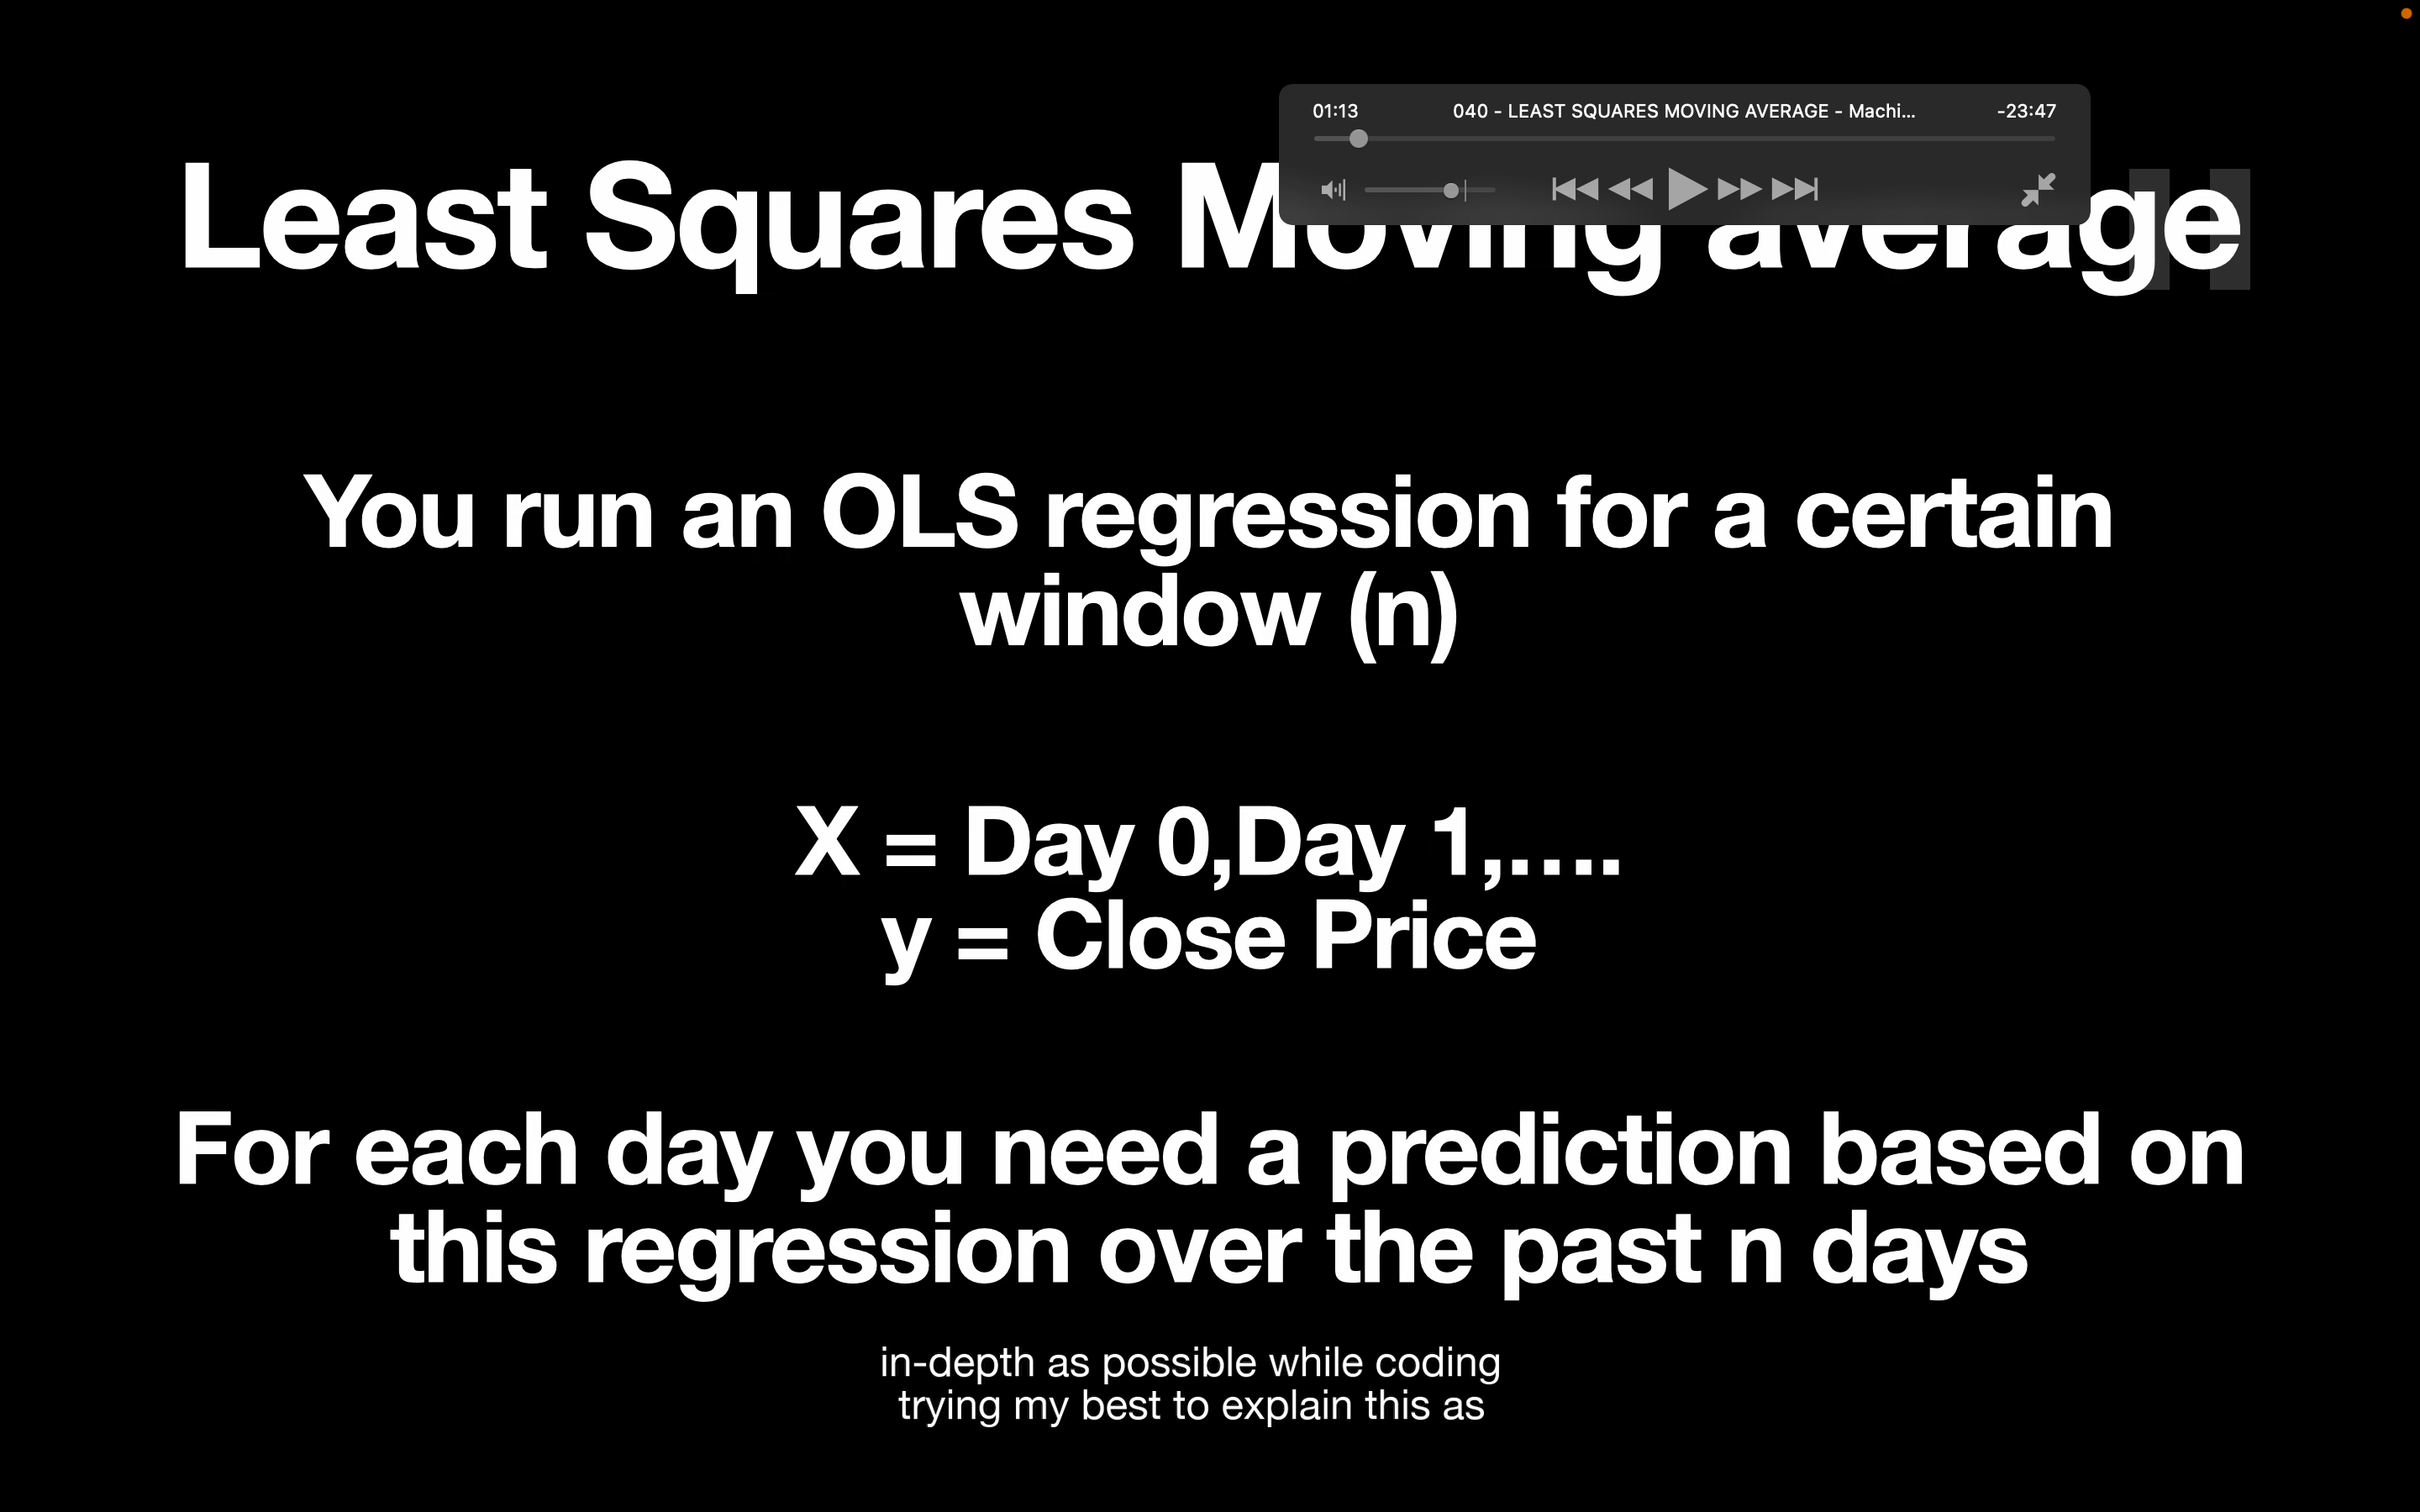 01:13
040 - LEAST SQUARES MOVING AVERAGE - Machi...
-23:47
Least Squares Moving average
You run an OLS regression for a certain
window (n)
X = Day 0,Day 1,....
y = Close Price
For each day you need a prediction based on
this regression over the past n days
in-depth as possible while coding
trying my best to explain this as